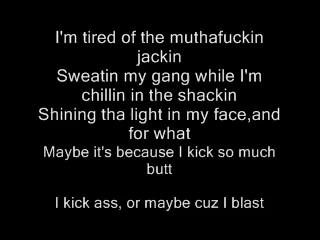 I'm tired of the muthafuckin
jackin
Sweatin my gang while I'm
chillin in the shackin
Shining tha light in my face,and
for what
Maybe it's because I kick so much
butt
I kick ass, or maybe cuz I blast